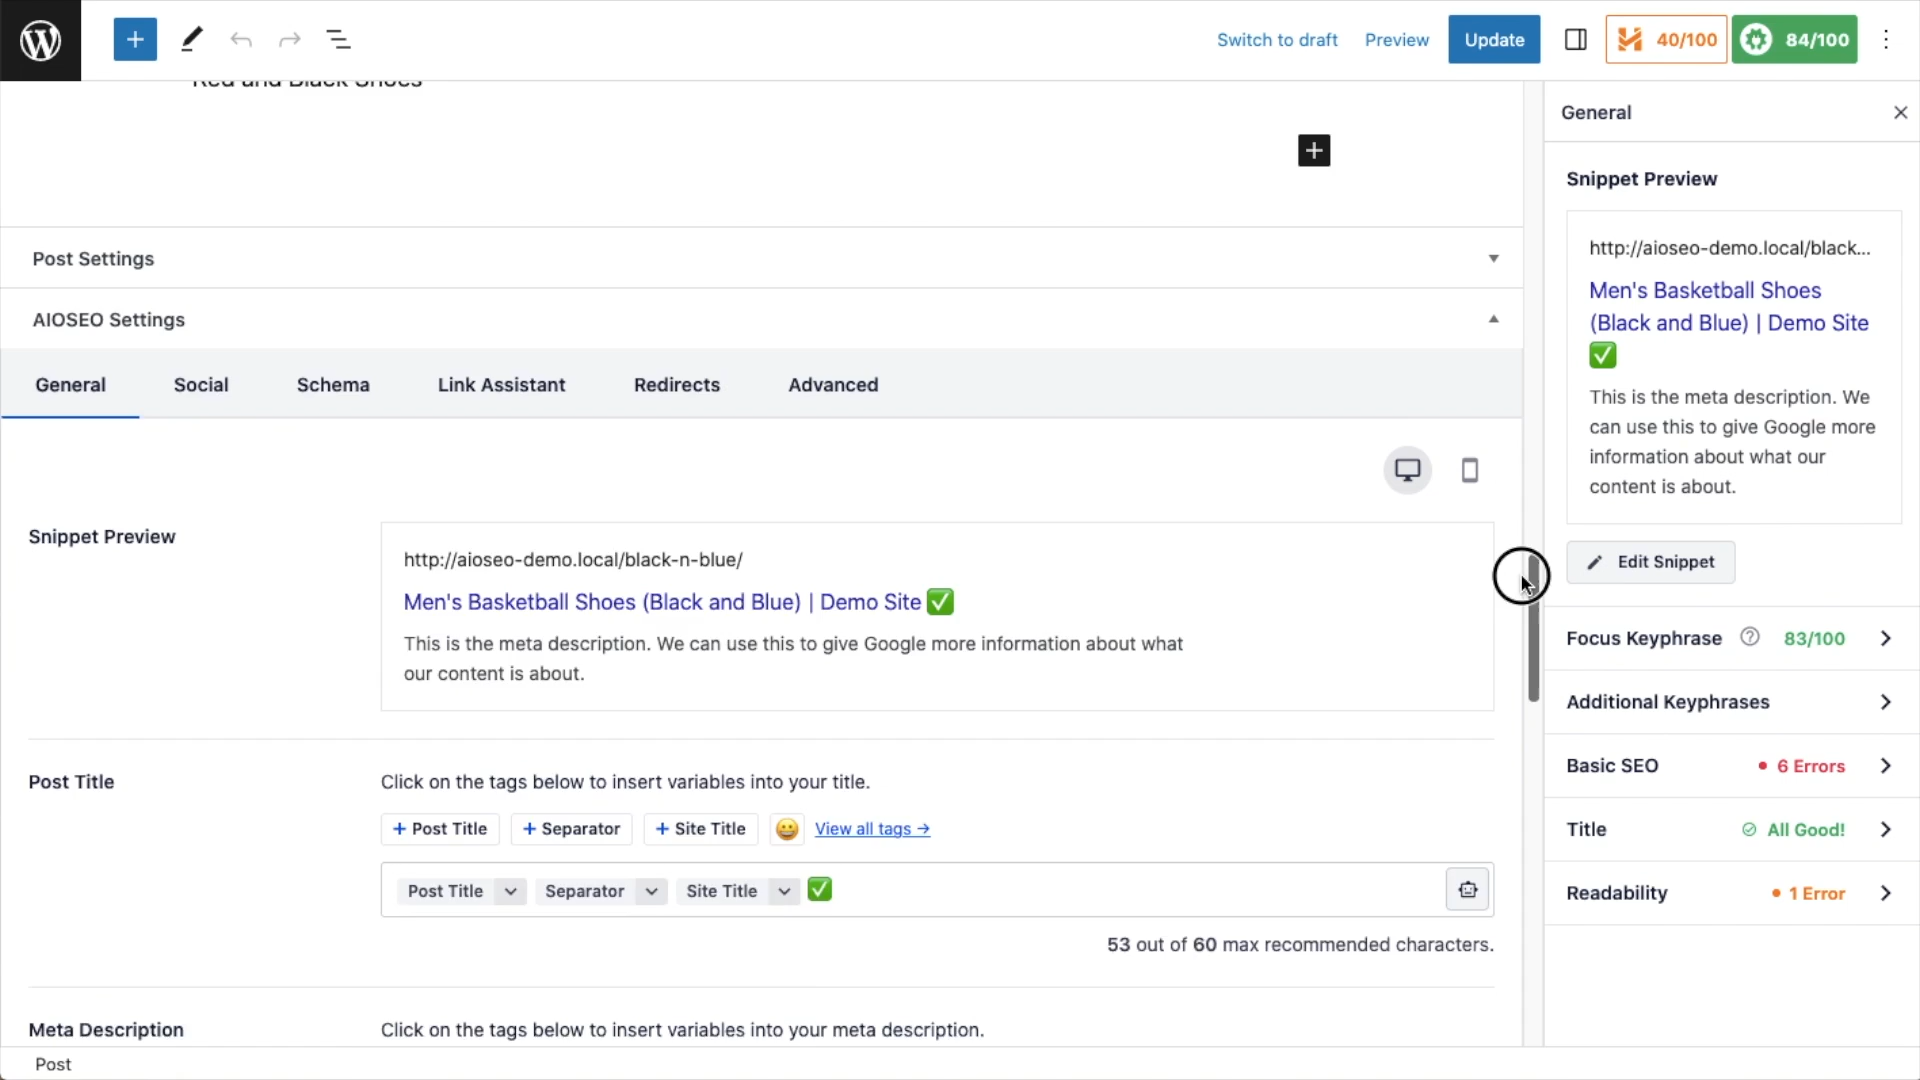 Switch to draft
Preview
Update
40/100
84/100
Red and Black Shoes
Post Settings
AIOSEO Settings
General
Social
Schema
Link Assistant
Redirects
Advanced
Snippet Preview
http://aioseo-demo.local/black-n-blue/
Men's Basketball Shoes (Black and Blue) | Demo Site ✅
This is the meta description. We can use this to give Google more information about what
our content is about.
Post Title
Click on the tags below to insert variables into your title.
+ Post Title
+ Separator
+ Site Title
😀
View all tags →
Post Title
Separator
Site Title
✅
53 out of 60 max recommended characters.
Meta Description
Click on the tags below to insert variables into your meta description.
Post
General
Snippet Preview
http://aioseo-demo.local/black...
Men's Basketball Shoes
(Black and Blue) | Demo Site
✅
This is the meta description. We
can use this to give Google more
information about what our
content is about.
Edit Snippet
Focus Keyphrase
83/100
Additional Keyphrases
Basic SEO
• 6 Errors
Title
All Good!
Readability
• 1 Error